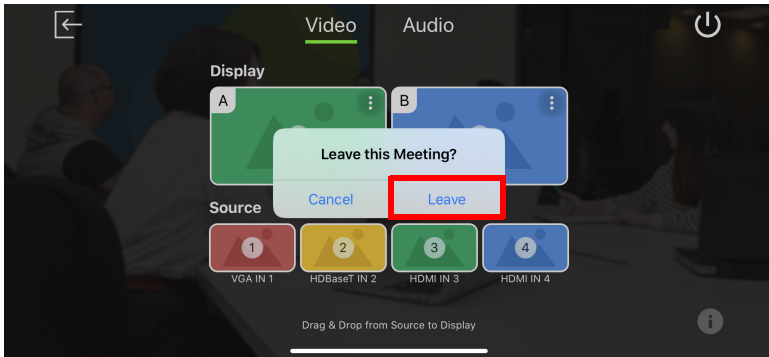 Video Audio
Display
A B
Leave this Meeting?
Cancel Leave
Source
1 2 3 4
VGA IN 1 HDBaseT IN 2 HDMI IN 3 HDMI IN 4
Drag & Drop from Source to Display